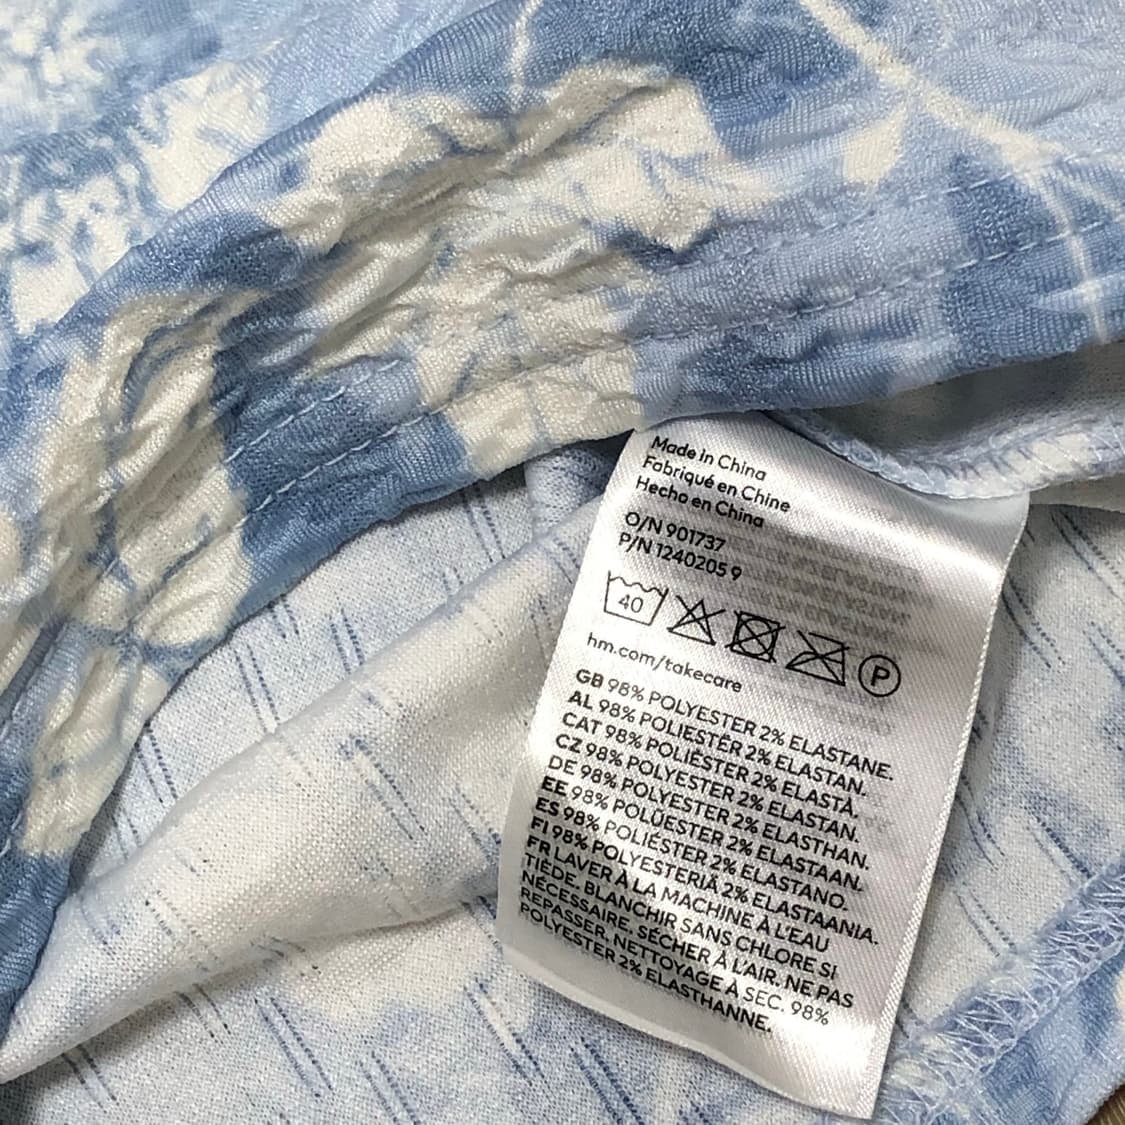 Made in China
Fabriqué en Chine
Hecho en China
O/N 901737
P/N 1240205 9
40
P
hm.com/takecare
GB 98% POLYESTER 2% ELASTANE.
AL 98% POLIESTËR 2% ELASTAN.
CAT 98% POLIÈSTER 2% ELASTÀ.
CZ 98% POLYESTER 2% ELASTAN.
DE 98% POLYESTER 2% ELASTHAN.
EE 98% POLÜESTER 2% ELASTAAN.
ES 98% POLIÉSTER 2% ELASTANO.
FI 98% POLYESTERIÄ 2% ELASTAANIA.
FR LAVER À LA MACHINE À L'EAU
TIÈDE. BLANCHIR SANS CHLORE SI
NÉCESSAIRE. SÉCHER À L'AIR. NE PAS
REPASSER. NETTOYAGE À SEC. 98%
POLYESTER 2% ELASTHANNE.